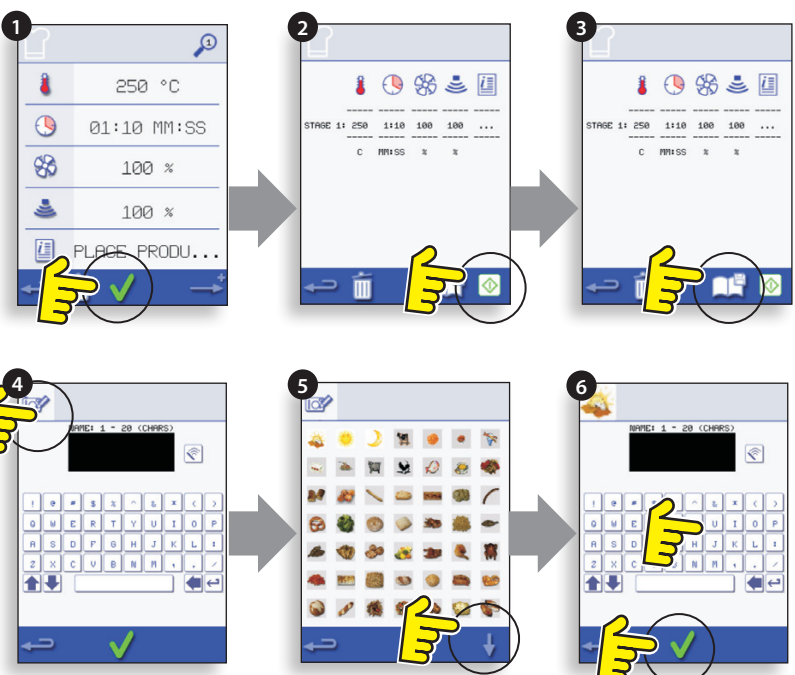 1
1
250 °C
01:10 MM:SS
100 %
100 %
PLACE PRODU...
2
STAGE 1: 250 1:10 100 100 ...
C MM:SS % %
3
STAGE 1: 250 1:10 100 100 ...
C MM:SS % %
4
NAME: 1 - 20 (CHARS)
! @ # $ % ^ & * ( )
Q W E R T Y U I O P
A S D F G H J K L :
Z X C V B N M , . /
5
6
NAME: 1 - 20 (CHARS)
! @ # ^ & * ( )
Q W E U I O P
A S D H J K L :
Z X C B N M , . /